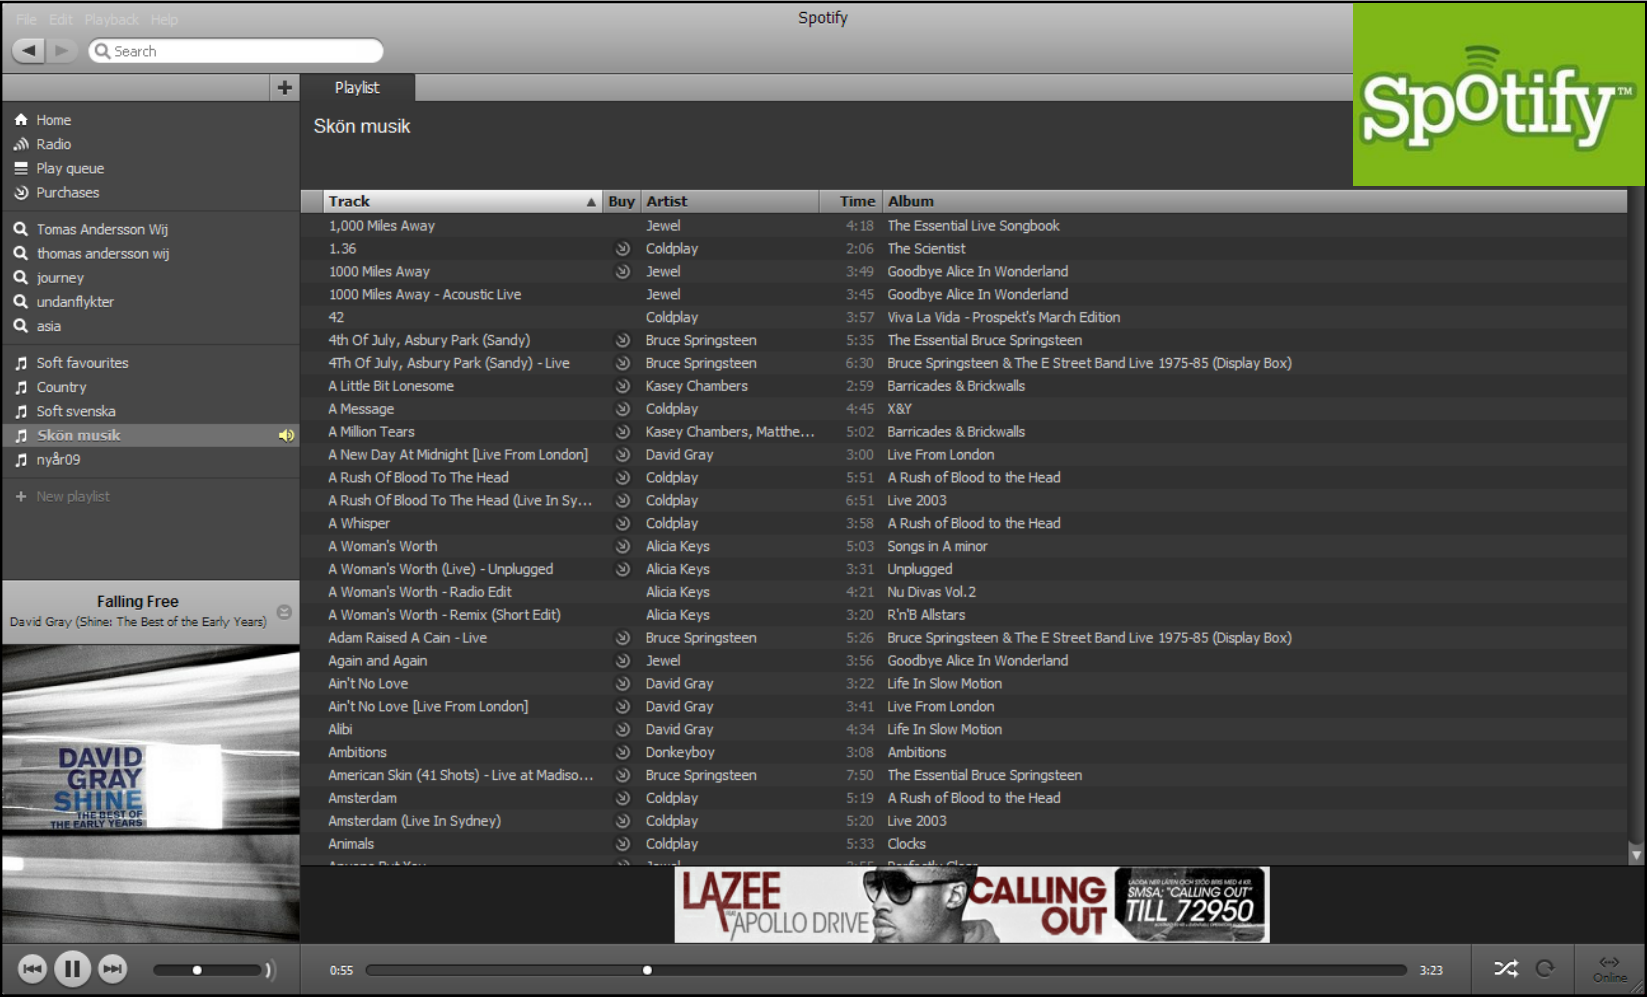 File Edit Playback Help
Spotify
Search
Spotify™
Playlist
Home
Radio
Play queue
Purchases
Tomas Andersson Wij
thomas andersson wij
journey
undanflykter
asia
Soft favourites
Country
Soft svenska
Skön musik
nyår09
New playlist
Falling Free
David Gray (Shine: The Best of the Early Years)
DAVID
GRAY
SHINE
THE BEST OF
THE EARLY YEARS
Skön musik
Track Buy Artist Time Album
1,000 Miles Away Jewel 4:18 The Essential Live Songbook
1.36 Coldplay 2:06 The Scientist
1000 Miles Away Jewel 3:49 Goodbye Alice In Wonderland
1000 Miles Away - Acoustic Live Jewel 3:45 Goodbye Alice In Wonderland
42 Coldplay 3:57 Viva La Vida - Prospekt's March Edition
4th Of July, Asbury Park (Sandy) Bruce Springsteen 5:35 The Essential Bruce Springsteen
4Th Of July, Asbury Park (Sandy) - Live Bruce Springsteen 6:30 Bruce Springsteen & The E Street Band Live 1975-85 (Display Box)
A Little Bit Lonesome Kasey Chambers 2:59 Barricades & Brickwalls
A Message Coldplay 4:45 X&Y
A Million Tears Kasey Chambers, Matthe... 5:02 Barricades & Brickwalls
A New Day At Midnight [Live From London] David Gray 3:00 Live From London
A Rush Of Blood To The Head Coldplay 5:51 A Rush of Blood to the Head
A Rush Of Blood To The Head (Live In Sy... Coldplay 6:51 Live 2003
A Whisper Coldplay 3:58 A Rush of Blood to the Head
A Woman's Worth Alicia Keys 5:03 Songs in A minor
A Woman's Worth (Live) - Unplugged Alicia Keys 3:31 Unplugged
A Woman's Worth - Radio Edit Alicia Keys 4:21 Nu Divas Vol.2
A Woman's Worth - Remix (Short Edit) Alicia Keys 3:20 R'n'B Allstars
Adam Raised A Cain - Live Bruce Springsteen 5:26 Bruce Springsteen & The E Street Band Live 1975-85 (Display Box)
Again and Again Jewel 3:56 Goodbye Alice In Wonderland
Ain't No Love David Gray 3:22 Life In Slow Motion
Ain't No Love [Live From London] David Gray 3:41 Live From London
Alibi David Gray 4:34 Life In Slow Motion
Ambitions Donkeyboy 3:08 Ambitions
American Skin (41 Shots) - Live at Madiso... Bruce Springsteen 7:50 The Essential Bruce Springsteen
Amsterdam Coldplay 5:19 A Rush of Blood to the Head
Amsterdam (Live In Sydney) Coldplay 5:20 Live 2003
Animals Coldplay 5:33 Clocks
LAZEE
FEAT APOLLO DRIVE
CALLING
OUT
LADDA NER LÅTEN OCH STÖD BRIS MED 4 KR.
SMSA: "CALLING OUT"
TILL 72950
0:55 3:23
Online